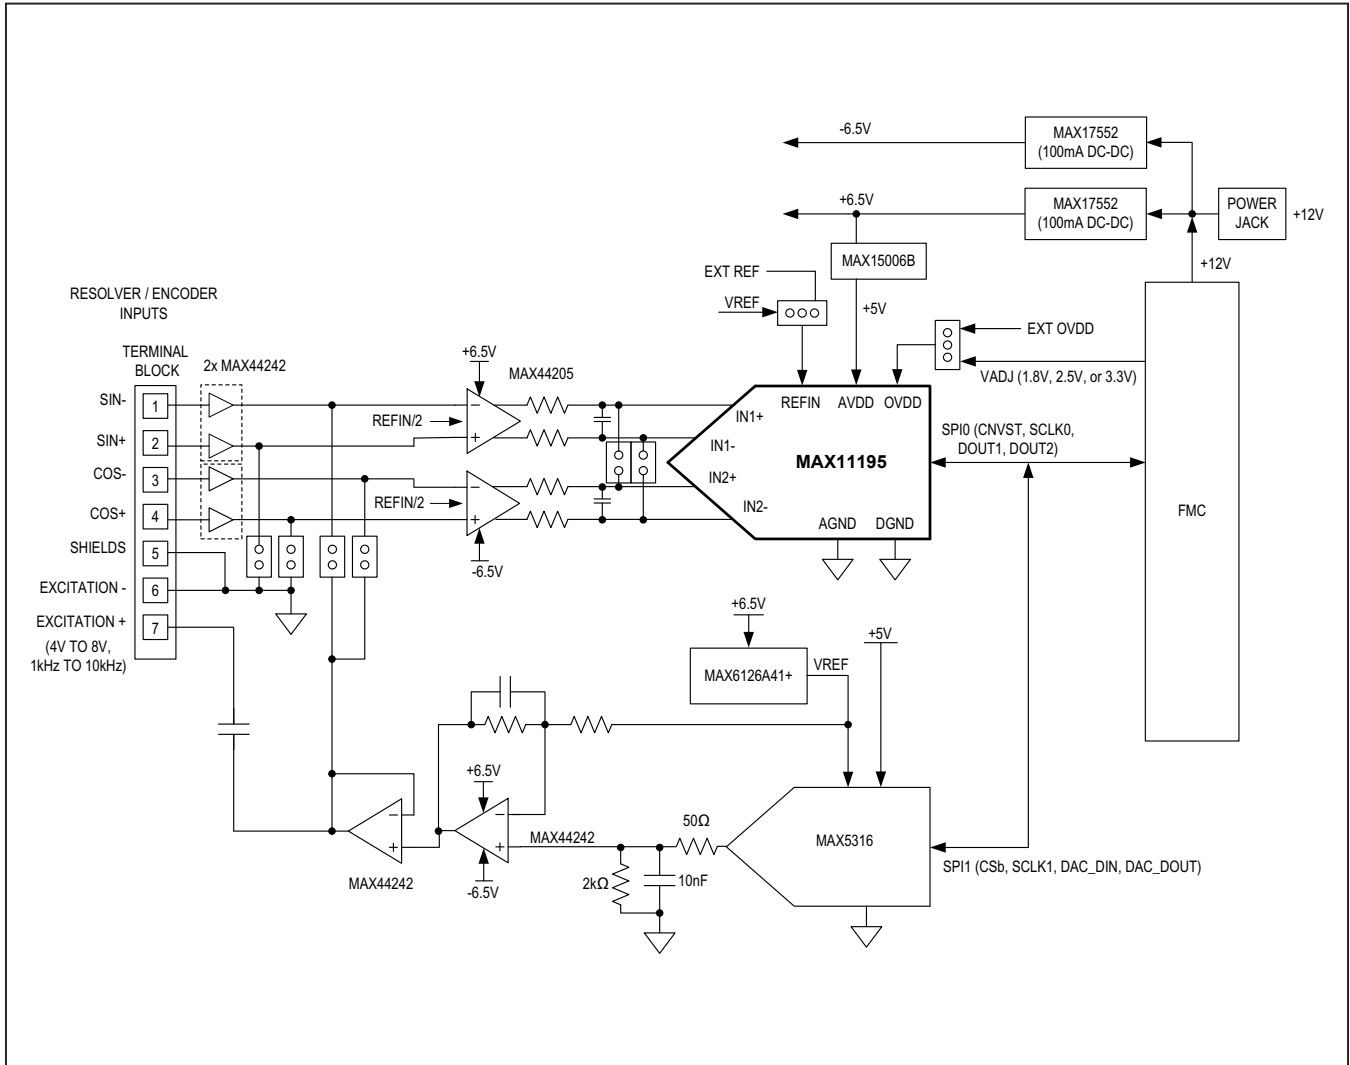 -6.5V
MAX17552
(100mA DC-DC)
+6.5V
MAX17552
(100mA DC-DC)
POWER
JACK
+12V
MAX15006B
+12V
EXT REF
VREF
+5V
EXT OVDD
VADJ (1.8V, 2.5V, or 3.3V)
RESOLVER / ENCODER
INPUTS
TERMINAL
BLOCK
2x MAX44242
+6.5V
MAX44205
SIN-
1
SIN+
2
COS-
3
COS+
4
SHIELDS
5
EXCITATION -
6
EXCITATION +
7
(4V TO 8V,
1kHz TO 10kHz)
REFIN/2
-
+
REFIN/2
-
+
-6.5V
REFIN
AVDD
OVDD
IN1+
IN1-
IN2+
IN2-
MAX11195
AGND
DGND
SPI0 (CNVST, SCLK0,
DOUT1, DOUT2)
FMC
+6.5V
MAX6126A41+
VREF
+5V
+6.5V
-
+
MAX44242
-6.5V
-
+
MAX44242
50Ω
2kΩ
10nF
MAX5316
SPI1 (CSb, SCLK1, DAC_DIN, DAC_DOUT)